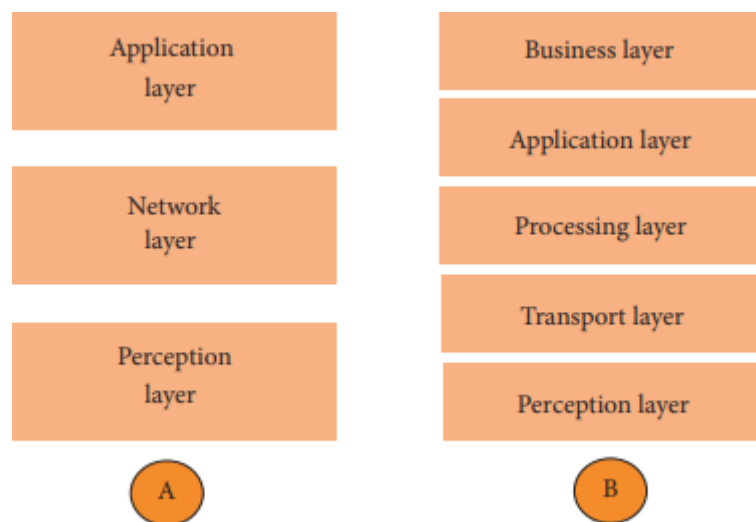 Application
layer
Network
layer
Perception
layer
A
Business layer
Application layer
Processing layer
Transport layer
Perception layer
B